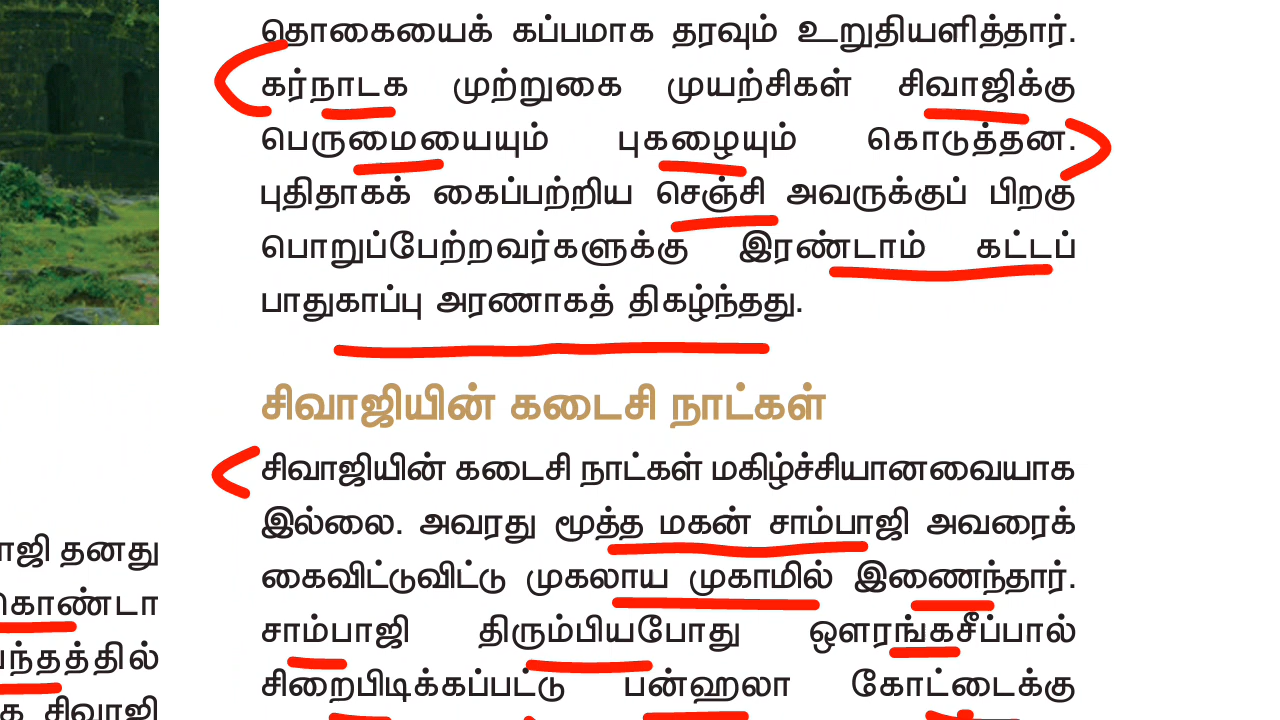 தொகையைக் கப்பமாக தரவும் உறுதியளித்தார்.
கர்நாடக முற்றுகை முயற்சிகள் சிவாஜிக்கு
பெருமையையும் புகழையும் கொடுத்தன.
புதிதாகக் கைப்பற்றிய செஞ்சி அவருக்குப் பிறகு
பொறுப்பேற்றவர்களுக்கு இரண்டாம் கட்டப்
பாதுகாப்பு அரணாகத் திகழ்ந்தது.
சிவாஜியின் கடைசி நாட்கள்
சிவாஜியின் கடைசி நாட்கள் மகிழ்ச்சியானவையாக
இல்லை. அவரது மூத்த மகன் சாம்பாஜி அவரைக்
கைவிட்டுவிட்டு முகலாய முகாமில் இணைந்தார்.
சாம்பாஜி திரும்பியபோது ஔரங்கசீப்பால்
சிறைபிடிக்கப்பட்டு பன்ஹலா கோட்டைக்கு
தனது
சிவாஜி